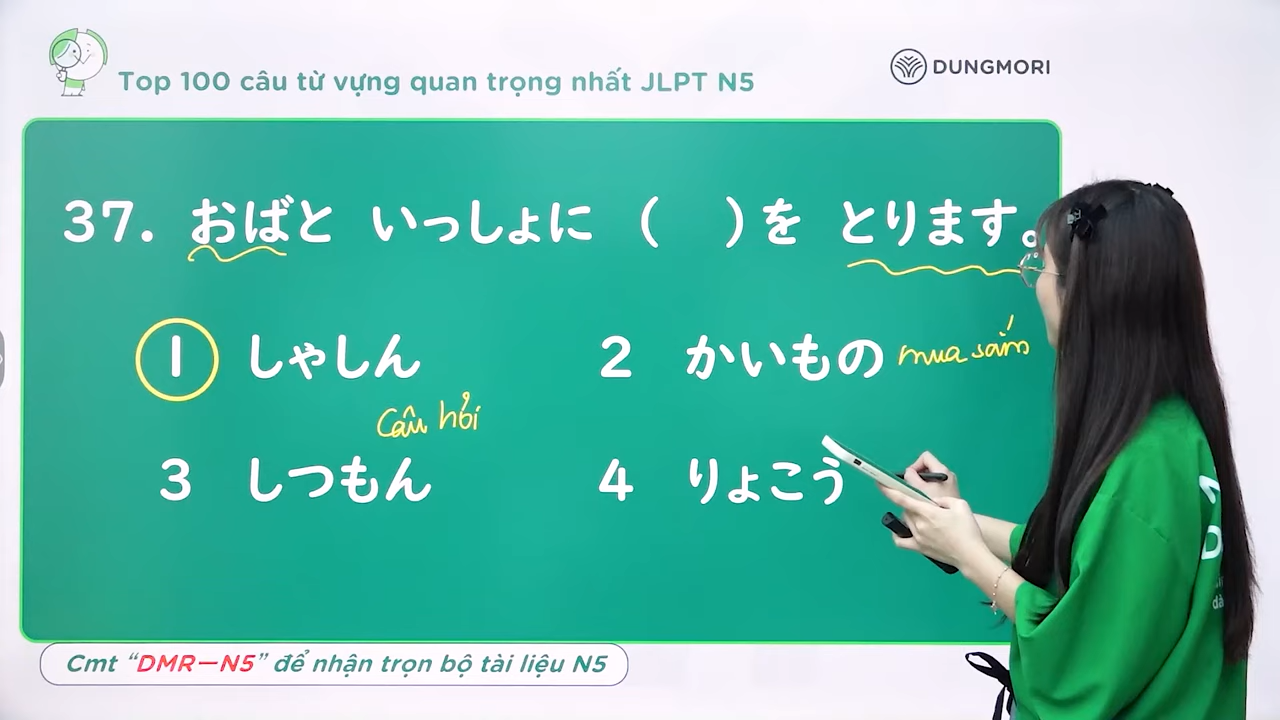 Top 100 câu từ vựng quan trọng nhất JLPT N5
DUNGMORI
37. おばと いっしょに ( )を とります。
1 しゃしん
2 かいもの mua sắm
câu hỏi
3 しつもん
4 りょこう
Cmt “DMR—N5” để nhận trọn bộ tài liệu N5